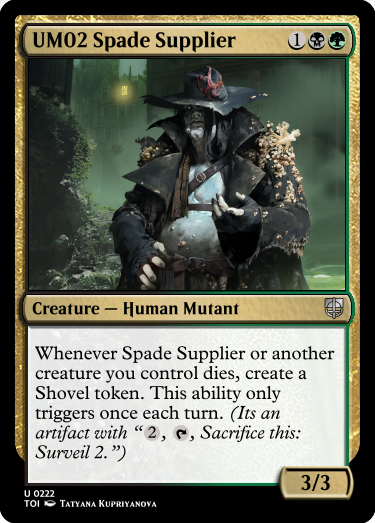 UM02 Spade Supplier 1
Creature — Human Mutant
Whenever Spade Supplier or another
creature you control dies, create a
Shovel token. This ability only
triggers once each turn. (Its an
artifact with “2, , Sacrifice this:
Surveil 2.”)
3/3
U 0222
TOI Tatyana Kupriyanova